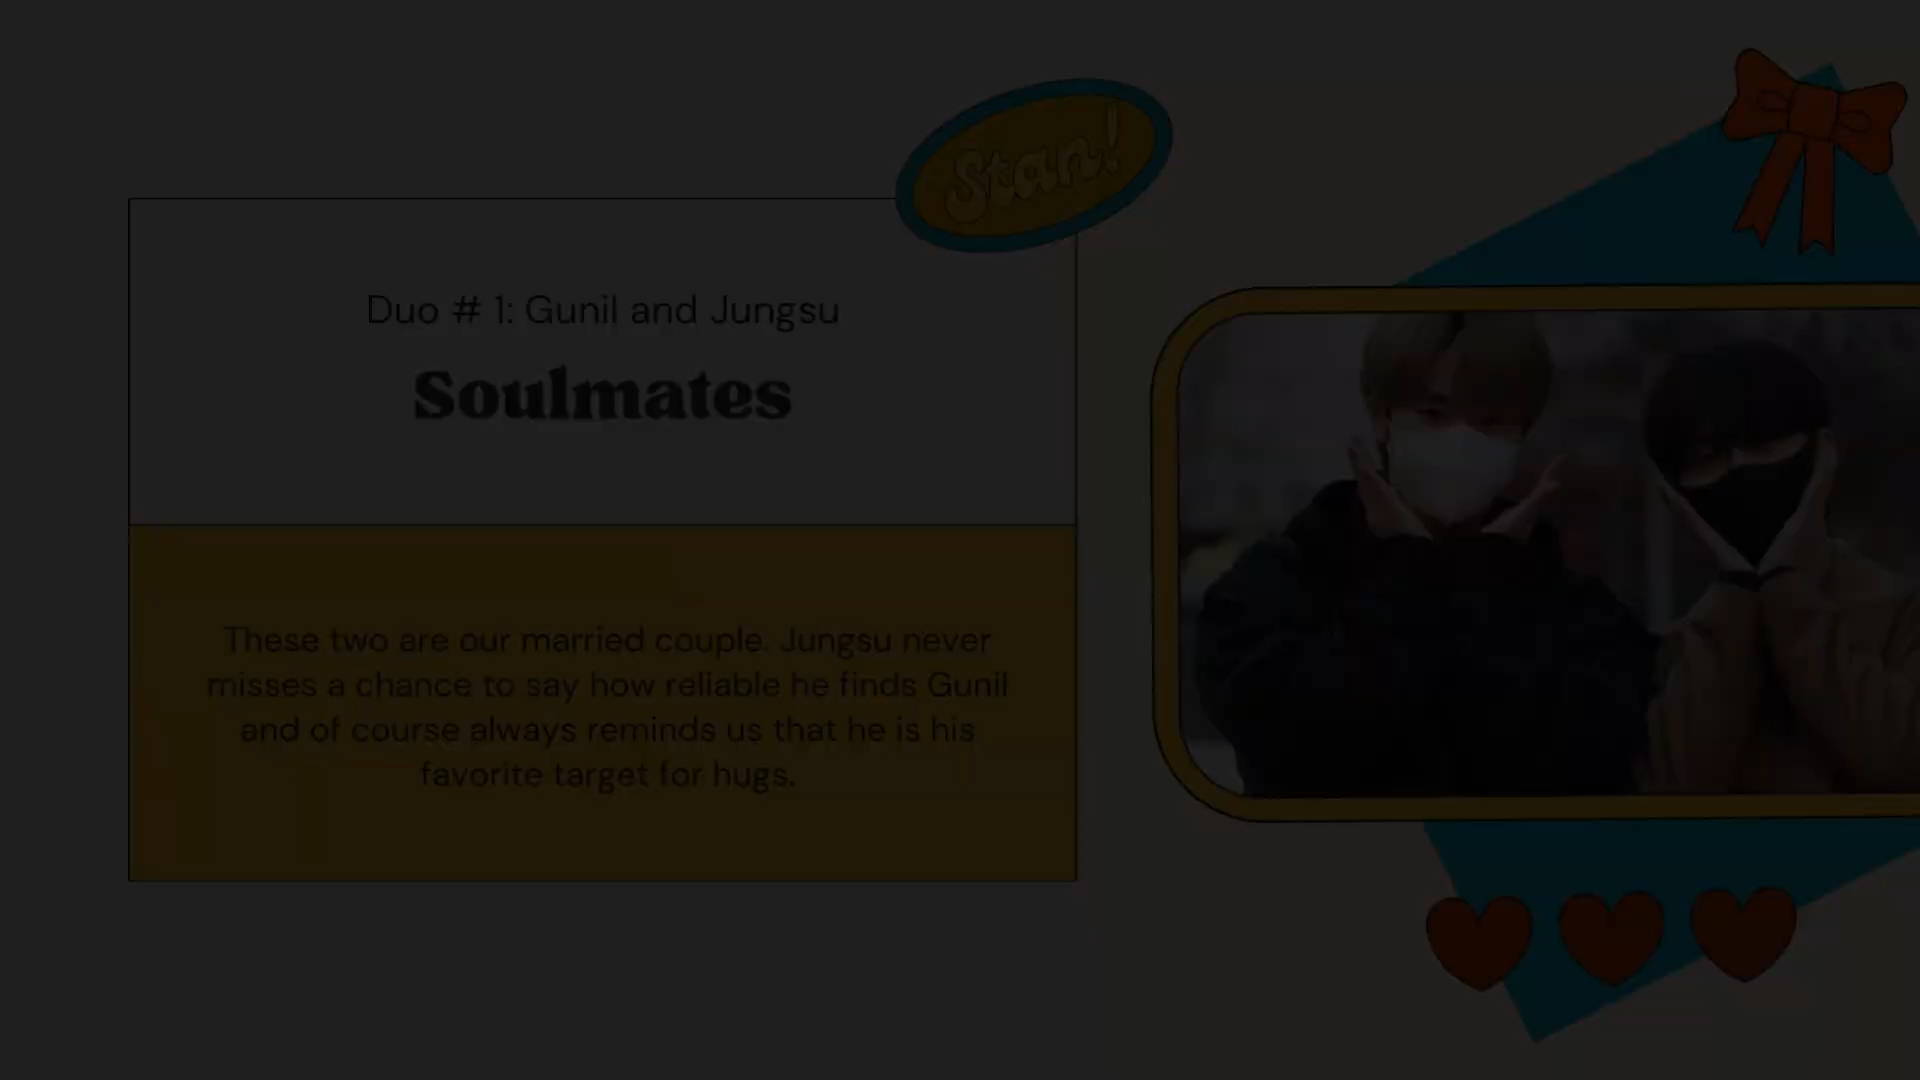 Stan!
Duo # 1: Gunil and Jungsu
Soulmates
These two are our married couple. Jungsu never
misses a chance to say how reliable he finds Gunil
and of course always reminds us that he is his
favorite target for hugs.